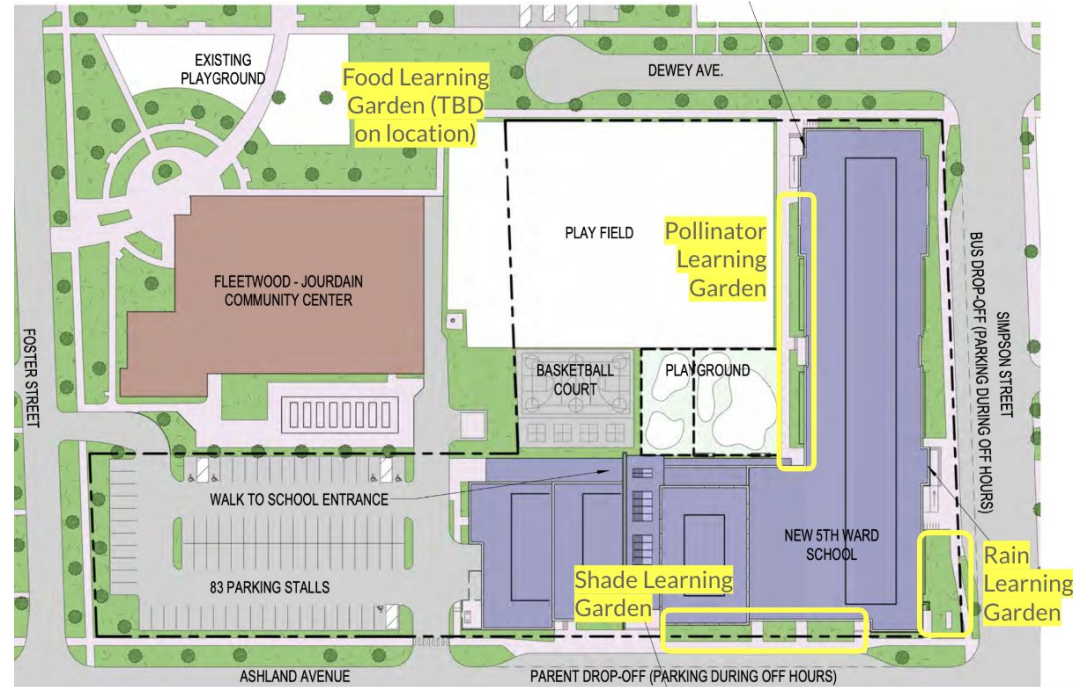 EXISTING
PLAYGROUND
Food Learning
Garden (TBD
on location)
DEWEY AVE.
PLAY FIELD
Pollinator
Learning
Garden
FLEETWOOD - JOURDAIN
COMMUNITY CENTER
BUS DROP-OFF (PARKING DURING OFF HOURS)
SIMPSON STREET
FOSTER STREET
BASKETBALL
COURT
PLAYGROUND
WALK TO SCHOOL ENTRANCE
NEW 5TH WARD
SCHOOL
83 PARKING STALLS
Shade Learning
Garden
Rain
Learning
Garden
ASHLAND AVENUE
PARENT DROP-OFF (PARKING DURING OFF HOURS)